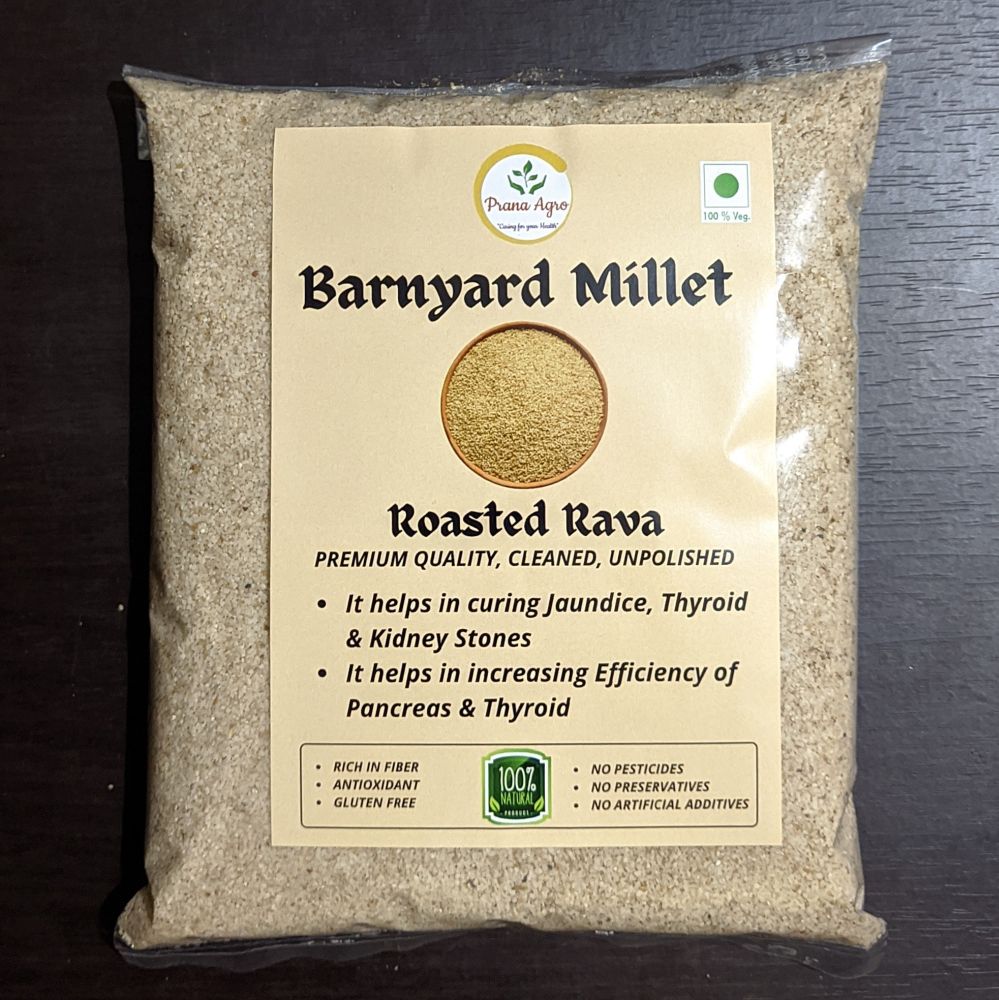 Prana Agro
"Caring for your Health"
100 % Veg.
Barnyard Millet
Roasted Rava
PREMIUM QUALITY, CLEANED, UNPOLISHED
• It helps in curing Jaundice, Thyroid
& Kidney Stones
• It helps in increasing Efficiency of
Pancreas & Thyroid
• RICH IN FIBER
• ANTIOXIDANT
• GLUTEN FREE
100%
NATURAL
PRODUCT
• NO PESTICIDES
• NO PRESERVATIVES
• NO ARTIFICIAL ADDITIVES